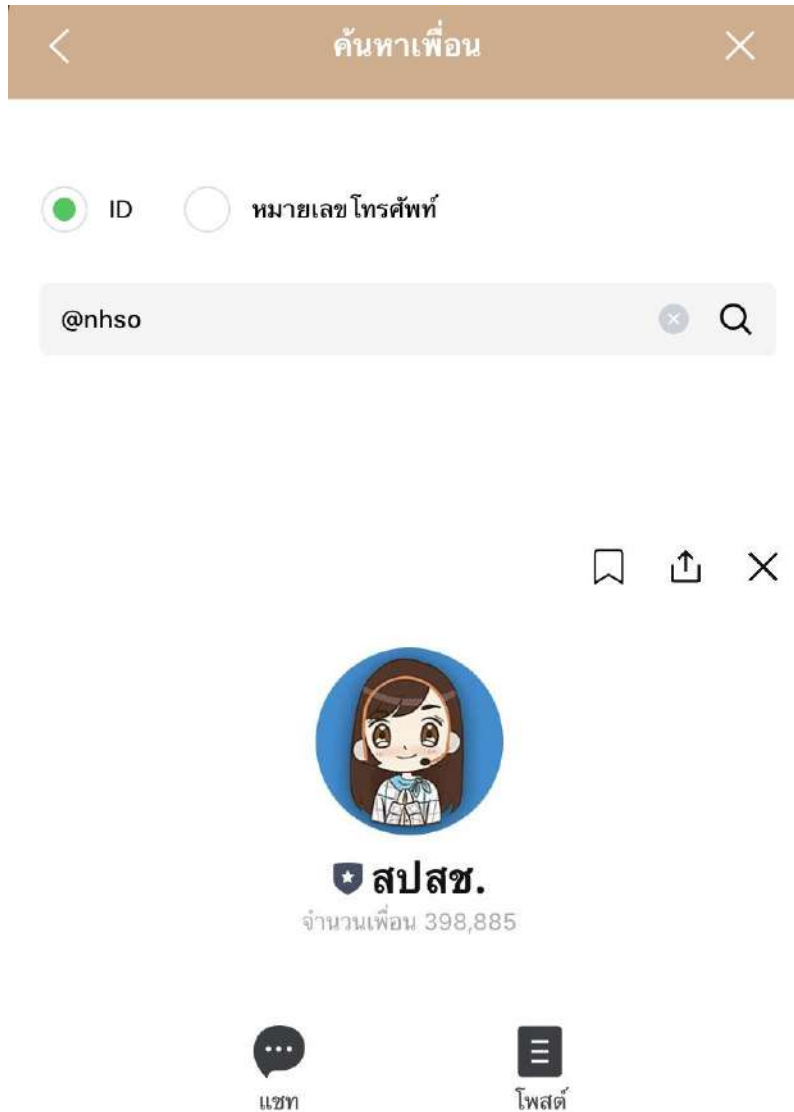 ค้นหาเพื่อน
ID หมายเลขโทรศัพท์
@nhso
สปสช.
จำนวนเพื่อน 398,885
แชท โพสต์